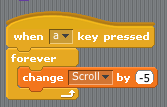 when a key pressed
forever
change Scroll by -5